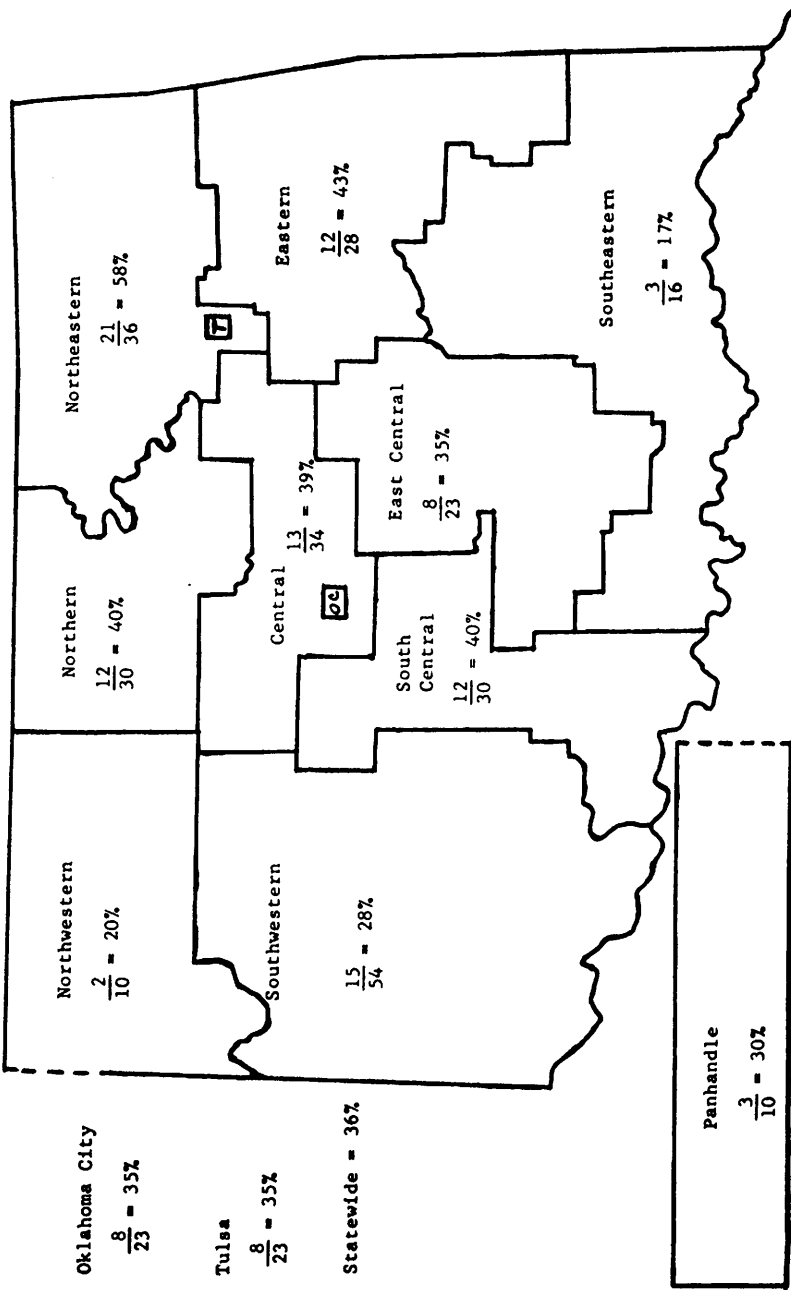 Oklahoma City
8/23 = 35%
Tulsa
8/23 = 35%
Statewide = 36%
Northwestern
2/10 = 20%
Northern
12/30 = 40%
Northeastern
21/36 = 58%
T
Southwestern
15/54 = 28%
Central
13/34 = 39%
OC
Eastern
12/28 = 43%
South
Central
12/30 = 40%
East Central
8/23 = 35%
Southeastern
3/16 = 17%
Panhandle
3/10 = 30%